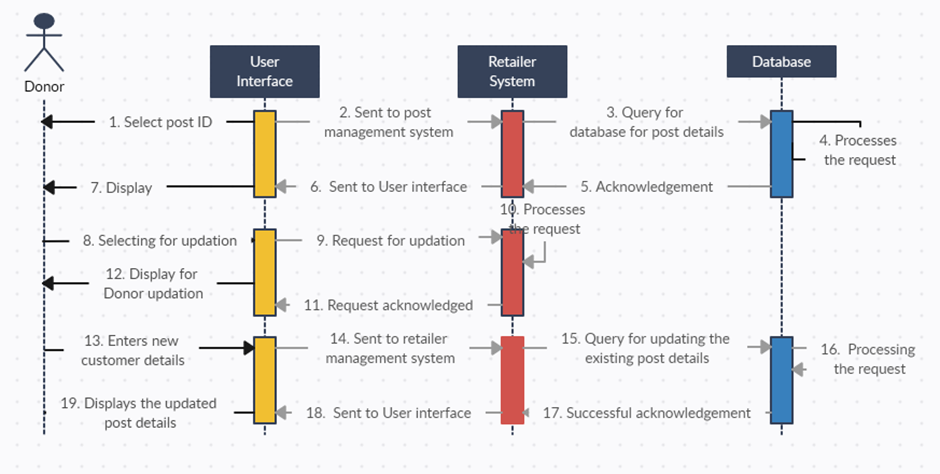 Donor
User
Interface
Retailer
System
Database
1. Select post ID
2. Sent to post
management system
3. Query for
database for post details
4. Processes
the request
7. Display
6. Sent to User interface
5. Acknowledgement
10. Processes
the request
8. Selecting for updation
9. Request for updation
12. Display for
Donor updation
11. Request acknowledged
13. Enters new
customer details
14. Sent to retailer
management system
15. Query for updating the
existing post details
16. Processing
the request
19. Displays the updated
post details
18. Sent to User interface
17. Successful acknowledgement